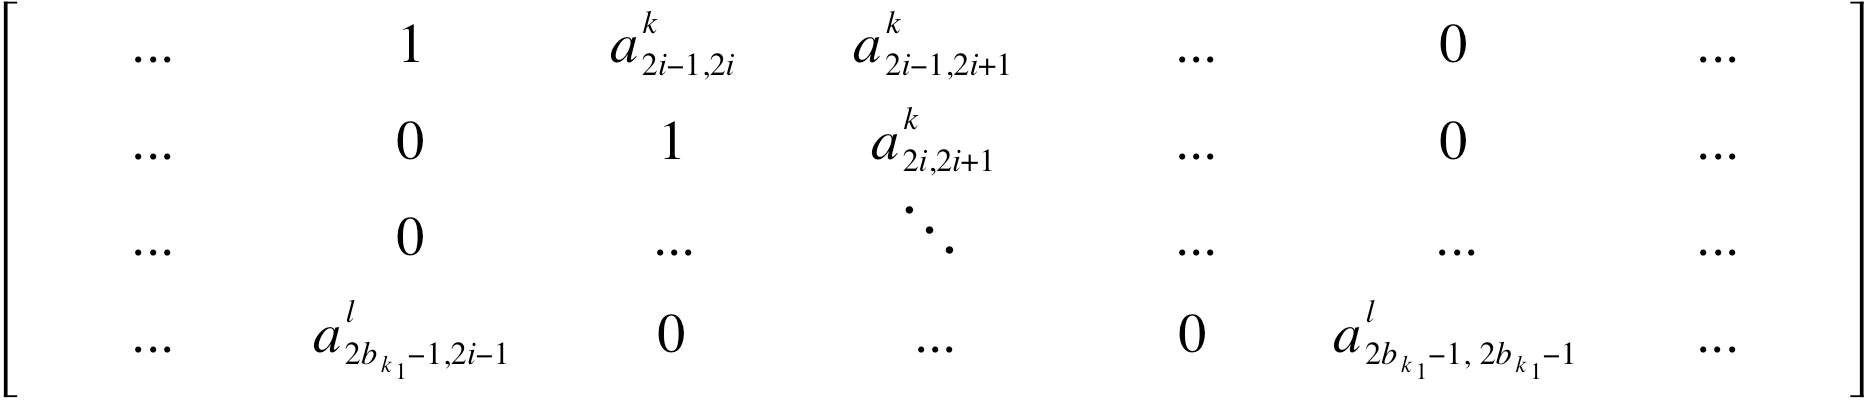 ... 1 a^k_{2i−1,2i} a^k_{2i−1,2i+1} ... 0 ...
... 0 1 a^k_{2i,2i+1} ... 0 ...
... 0 ... ⋱ ... ... ...
... a^l_{2b_{k_1}−1,2i−1} 0 ... 0 a^l_{2b_{k_1}−1, 2b_{k_1}−1} ...